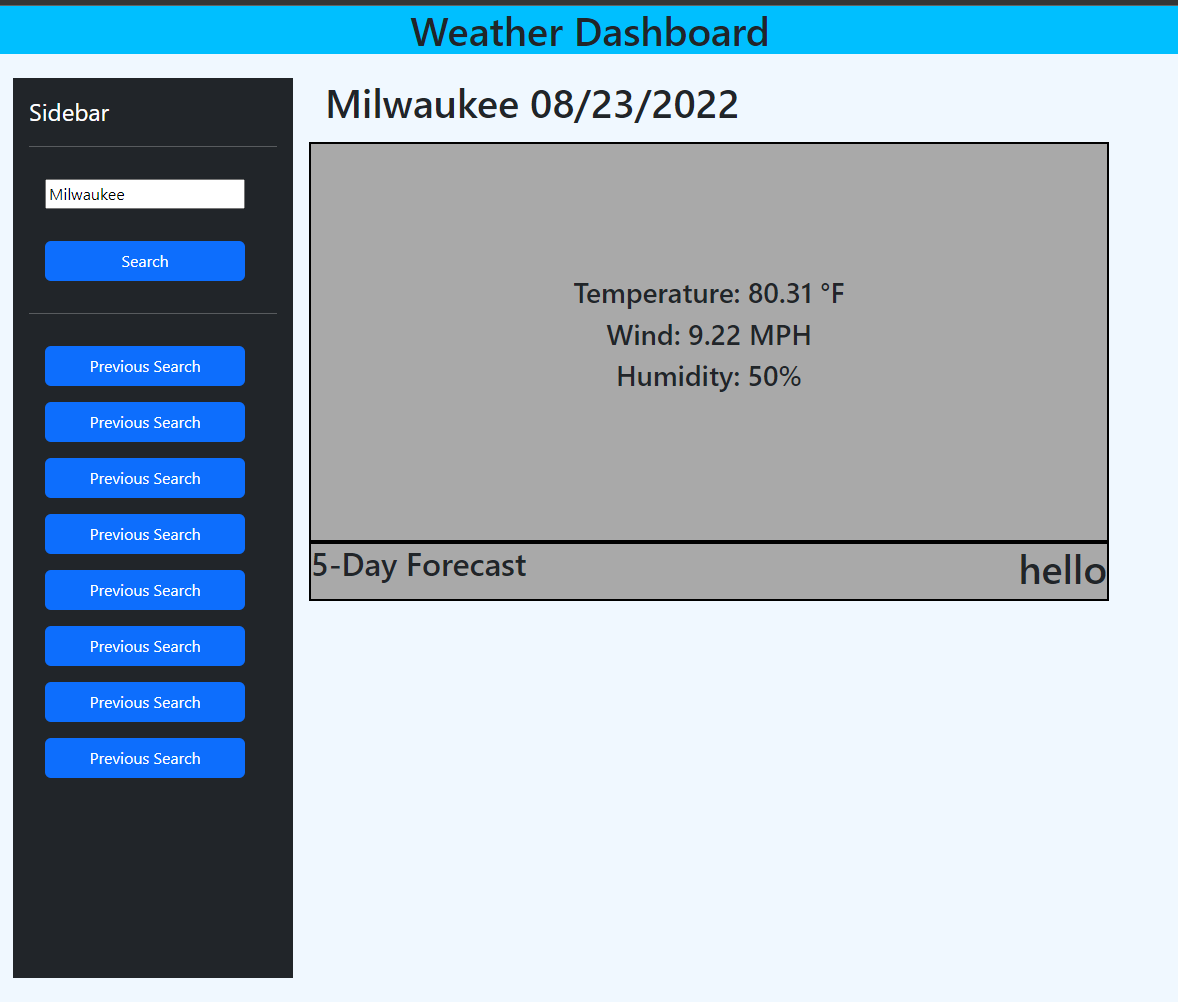 Weather Dashboard
Sidebar
Milwaukee
Search
Previous Search
Previous Search
Previous Search
Previous Search
Previous Search
Previous Search
Previous Search
Previous Search
Milwaukee 08/23/2022
Temperature: 80.31 °F
Wind: 9.22 MPH
Humidity: 50%
5-Day Forecast
hello